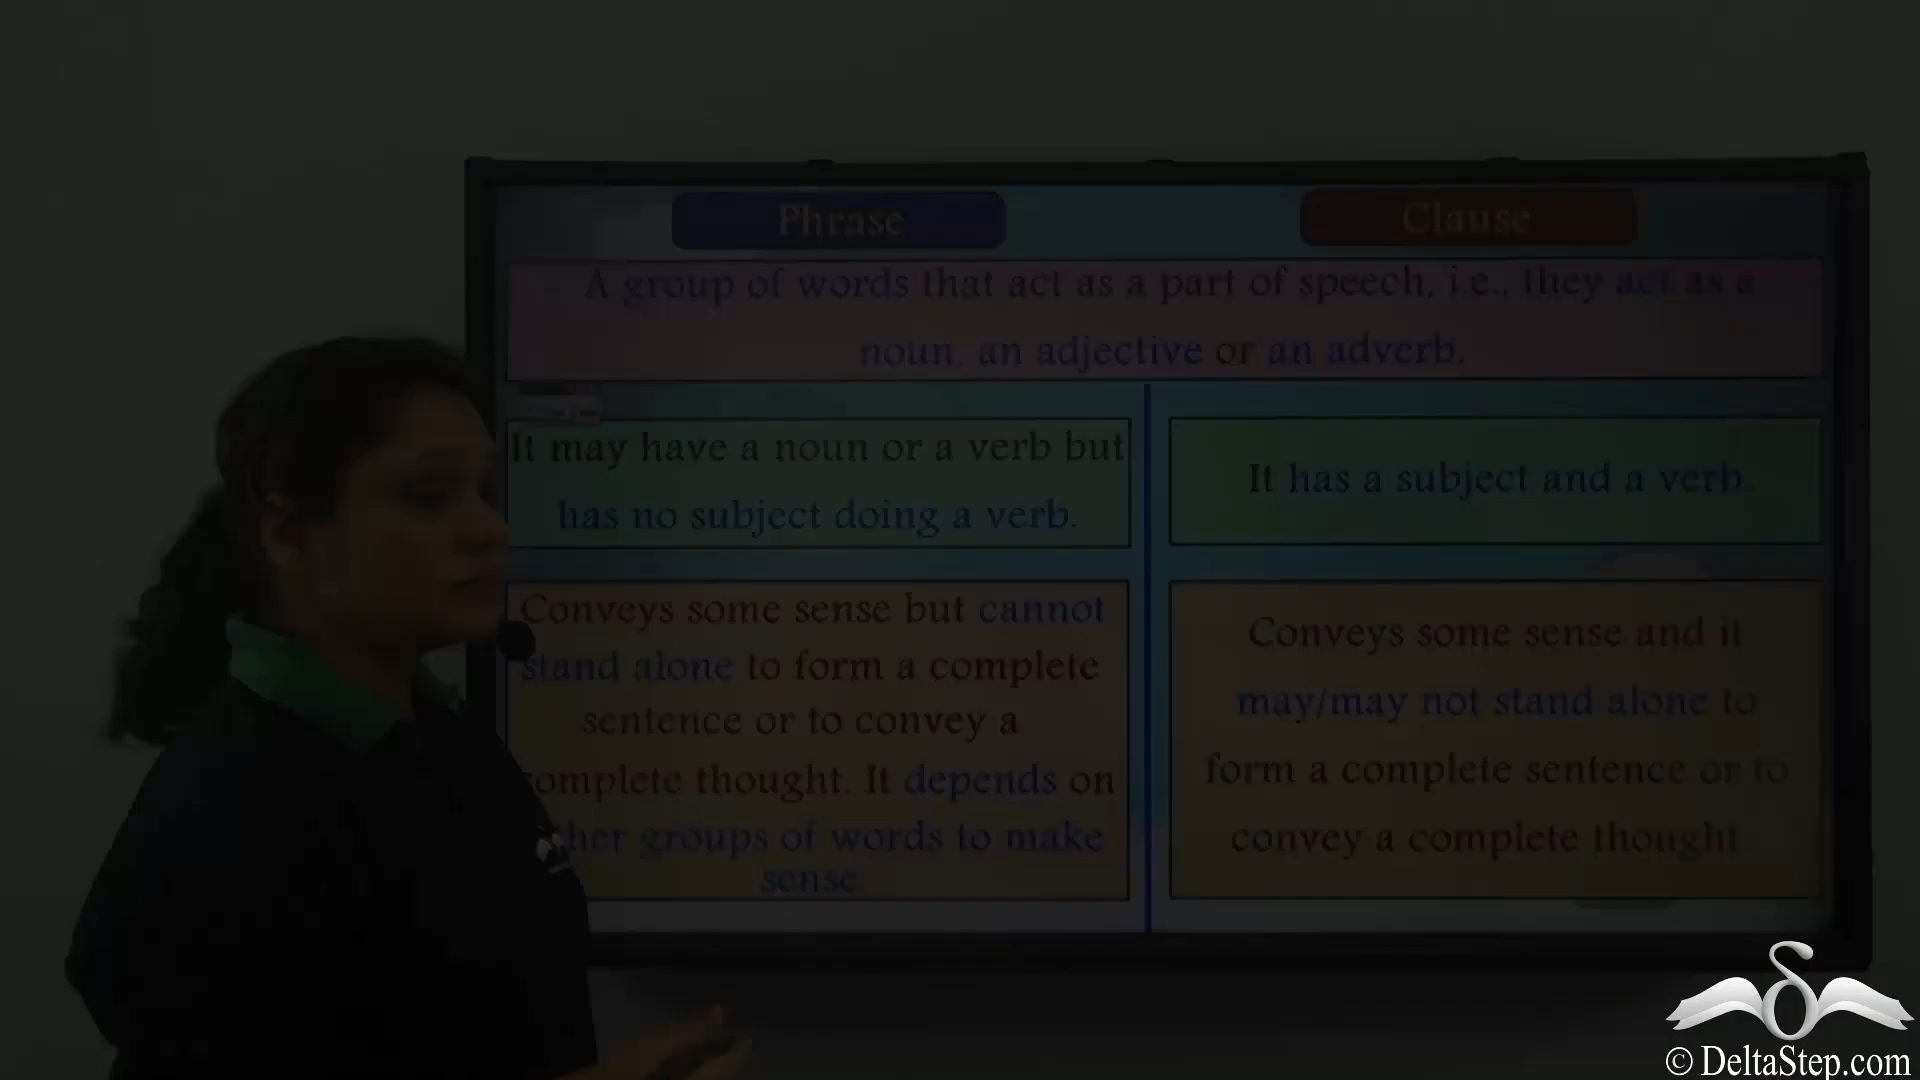 Phrase
Clause
A group of words that act as a part of speech, i.e., they act as a
noun, an adjective or an adverb.
It may have a noun or a verb but
has no subject doing a verb.
It has a subject and a verb.
Conveys some sense but cannot
stand alone to form a complete
sentence or to convey a
omplete thought. It depends on
her groups of words to make
sense
Conveys some sense and it
may/may not stand alone to
form a complete sentence or to
convey a complete thought.
© DeltaStep.com